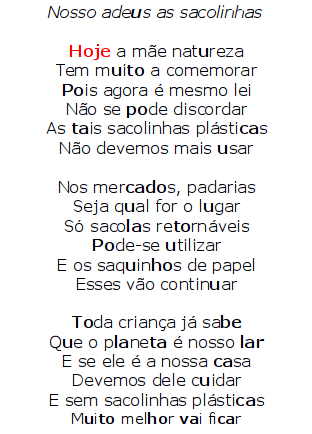 Nosso adeus as sacolinhas
Hoje a mãe natureza
Tem muito a comemorar
Pois agora é mesmo lei
Não se pode discordar
As tais sacolinhas plásticas
Não devemos mais usar
Nos mercados, padarias
Seja qual for o lugar
Só sacolas retornáveis
Pode-se utilizar
E os saquinhos de papel
Esses vão continuar
Toda criança já sabe
Que o planeta é nosso lar
E se ele é a nossa casa
Devemos dele cuidar
E sem sacolinhas plásticas
Muito melhor vai ficar